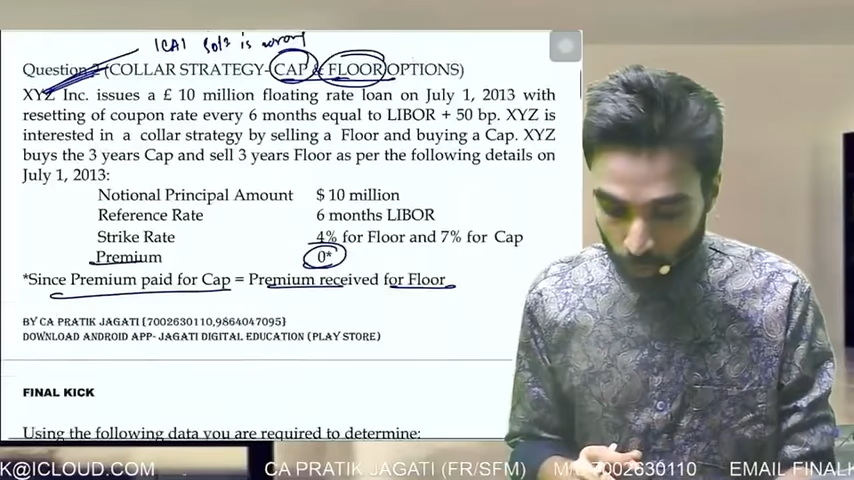 ICAI Sol² is wrong
Question 2 (COLLAR STRATEGY- CAP & FLOOR OPTIONS)
XYZ Inc. issues a £ 10 million floating rate loan on July 1, 2013 with
resetting of coupon rate every 6 months equal to LIBOR + 50 bp. XYZ is
interested in a collar strategy by selling a Floor and buying a Cap. XYZ
buys the 3 years Cap and sell 3 years Floor as per the following details on
July 1, 2013:
Notional Principal Amount $ 10 million
Reference Rate 6 months LIBOR
Strike Rate 4% for Floor and 7% for Cap
Premium 0*
*Since Premium paid for Cap = Premium received for Floor
BY CA PRATIK JAGATI {7002630110,9864047095}
DOWNLOAD ANDROID APP- JAGATI DIGITAL EDUCATION (PLAY STORE)
FINAL KICK
Using the following data you are required to determine:
K@ICLOUD.COM CA PRATIK JAGATI (FR/SFM) 7002630110 EMAIL FINALK